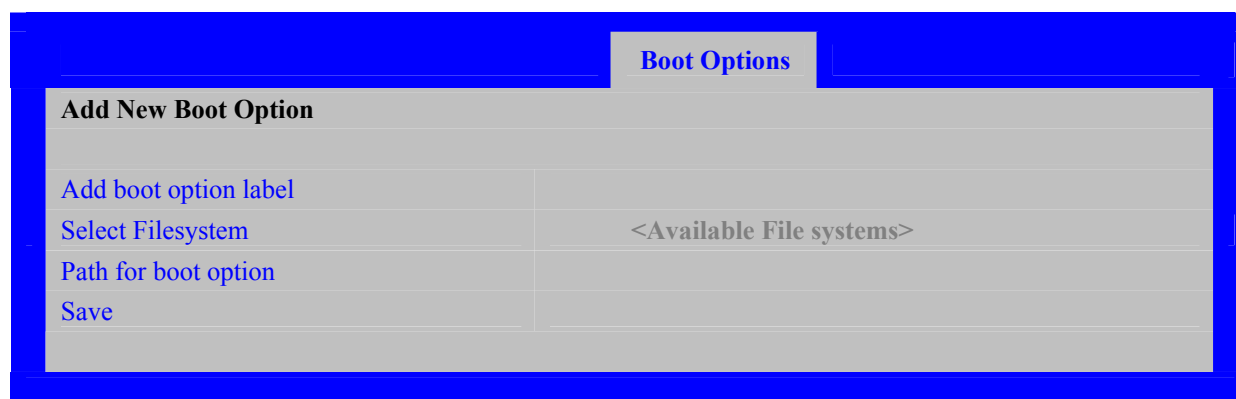 Boot Options
Add New Boot Option
Add boot option label
Select Filesystem <Available File systems>
Path for boot option
Save